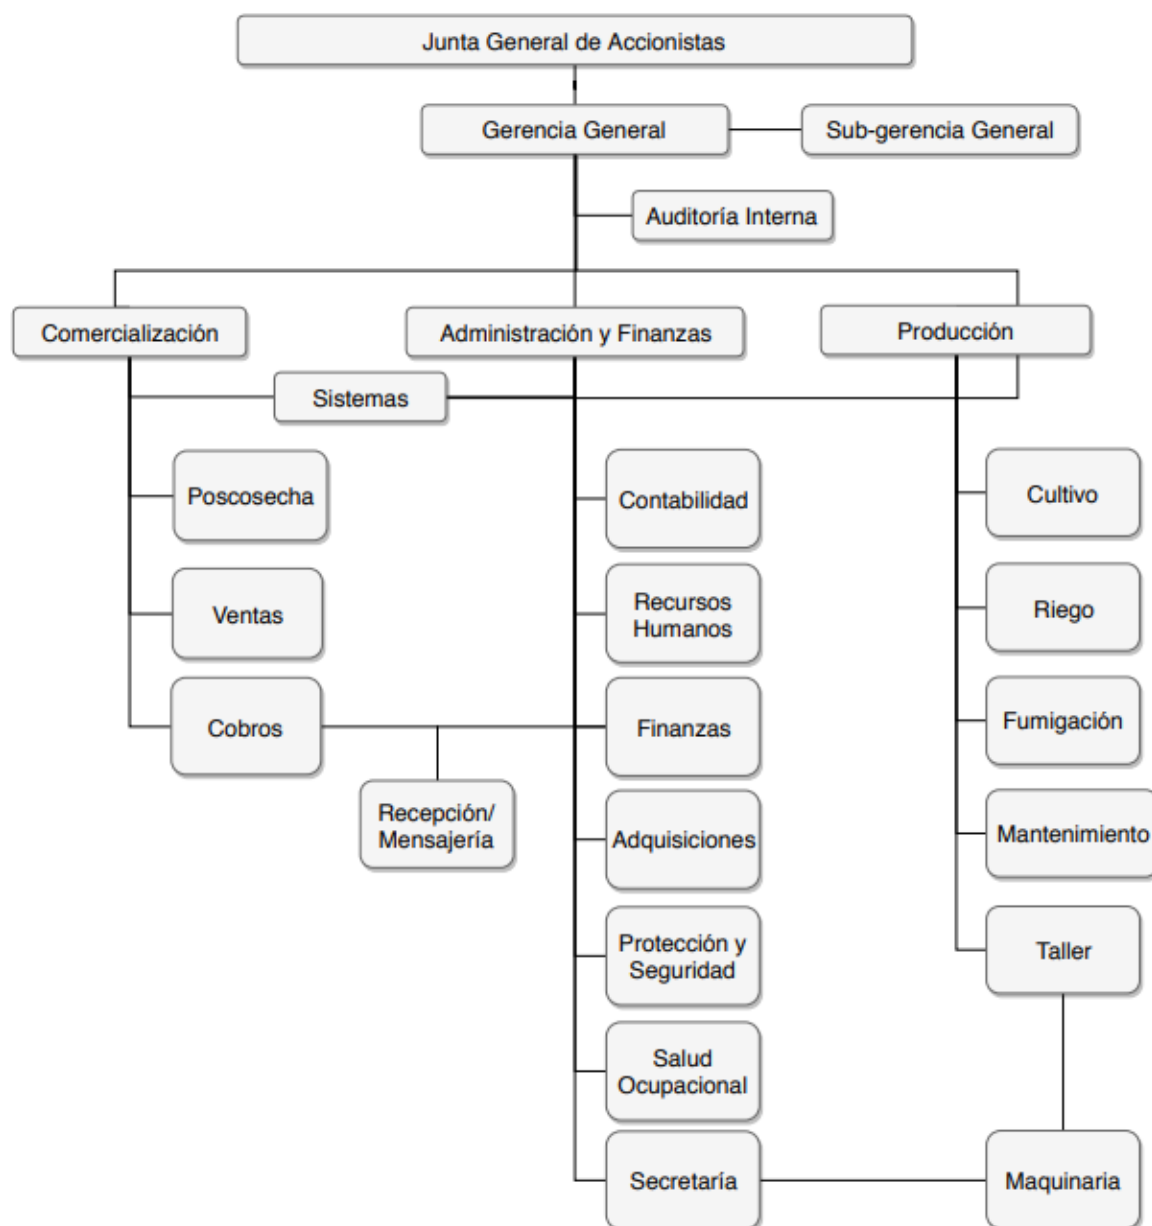 Junta General de Accionistas
Gerencia General
Sub-gerencia General
Auditoría Interna
Comercialización
Administración y Finanzas
Producción
Sistemas
Poscosecha
Contabilidad
Cultivo
Ventas
Recursos
Humanos
Riego
Cobros
Finanzas
Fumigación
Recepción/
Mensajería
Adquisiciones
Mantenimiento
Protección y
Seguridad
Taller
Salud
Ocupacional
Secretaría
Maquinaria